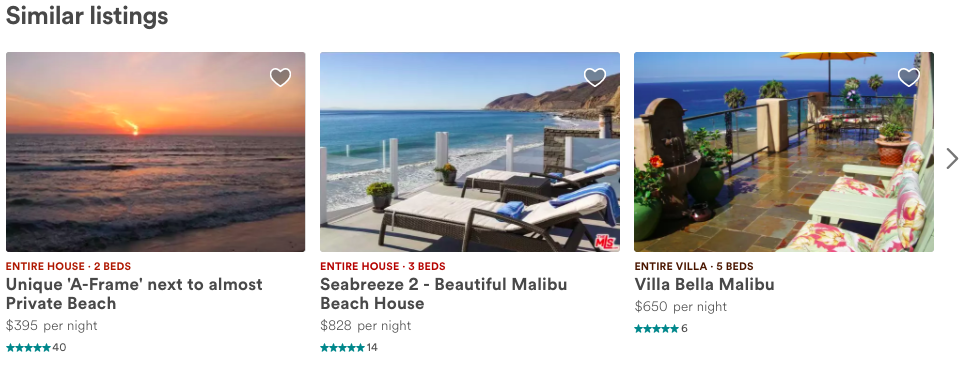 Similar listings
MLS
ENTIRE HOUSE · 2 BEDS
Unique 'A-Frame' next to almost
Private Beach
$395 per night
40
ENTIRE HOUSE · 3 BEDS
Seabreeze 2 - Beautiful Malibu
Beach House
$828 per night
14
ENTIRE VILLA · 5 BEDS
Villa Bella Malibu
$650 per night
6